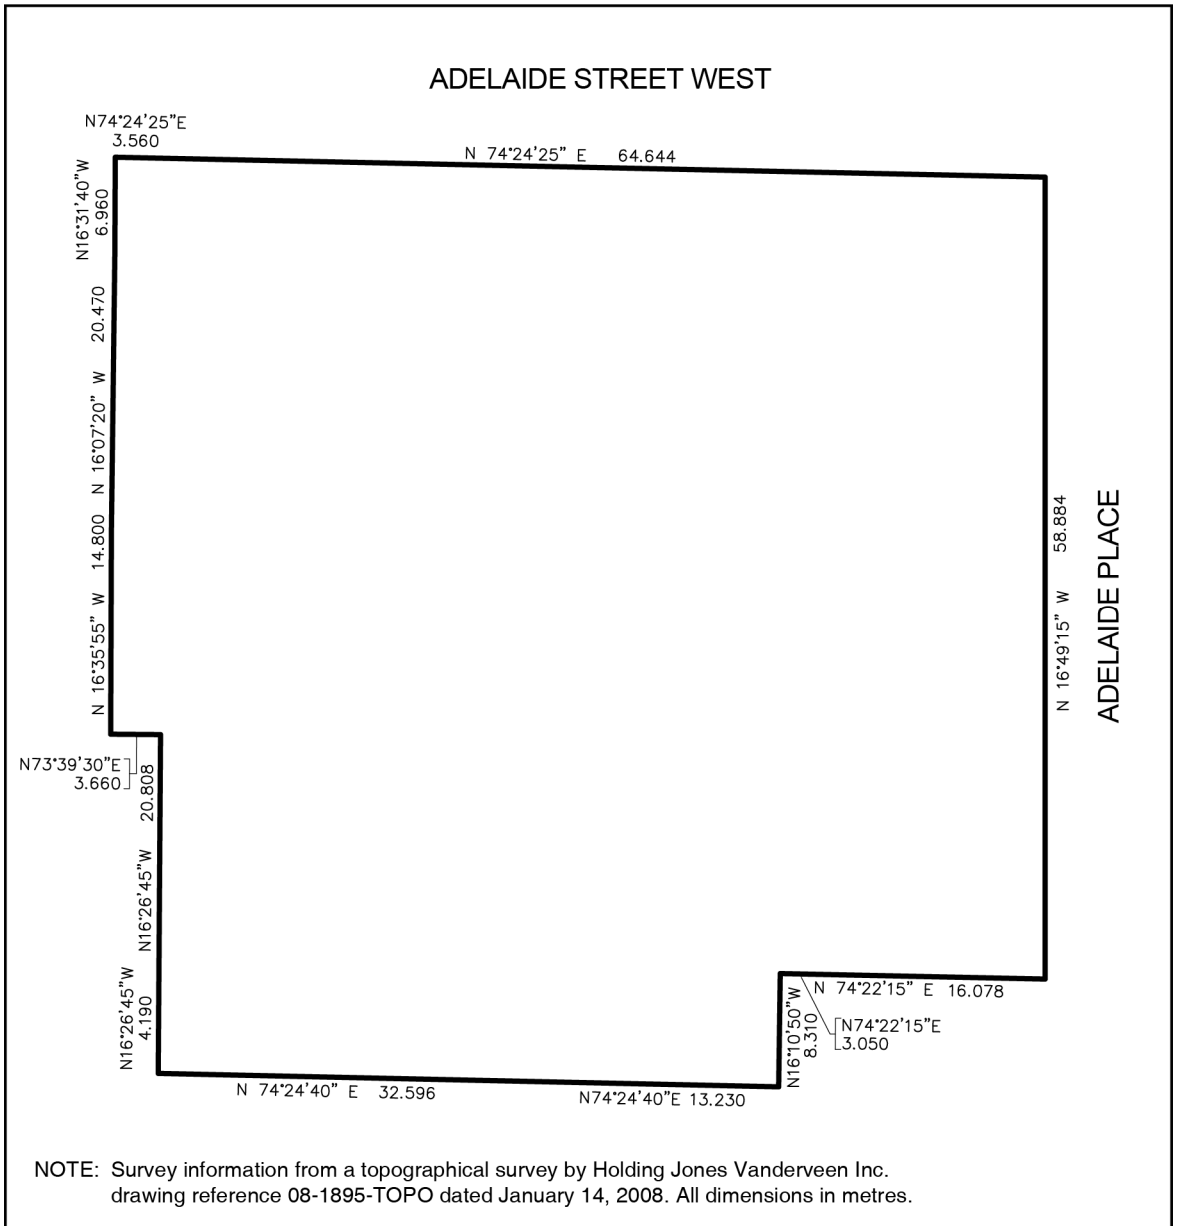 ADELAIDE STREET WEST
N74°24'25"E
3.560
N 74°24'25" E 64.644
N16°31'40"W
6.960
N 16°07'20" W 20.470
N 16°35'55" W 14.800
58.884
N 16°49'15" W
ADELAIDE PLACE
N73°39'30"E
3.660
N16°26'45"W 20.808
N16°26'45"W
4.190
N 74°22'15" E 16.078
N16°10'50"W
8.310
N74°22'15"E
3.050
N 74°24'40" E 32.596
N74°24'40"E 13.230
NOTE: Survey information from a topographical survey by Holding Jones Vanderveen Inc.
drawing reference 08-1895-TOPO dated January 14, 2008. All dimensions in metres.